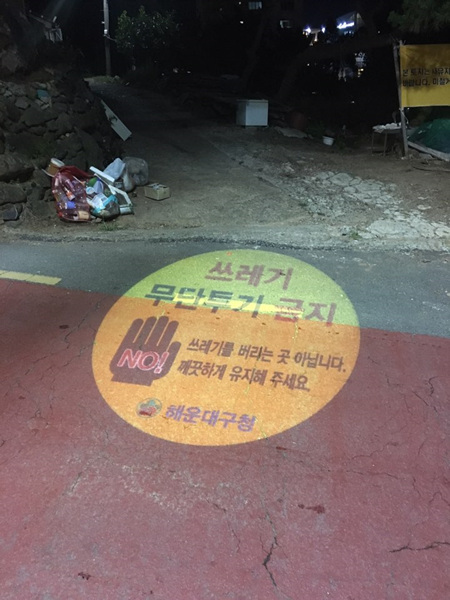 쓰레기
무단투기 금지
NO!
쓰레기를 버리는 곳 아닙니다.
깨끗하게 유지해 주세요.
해운대구청